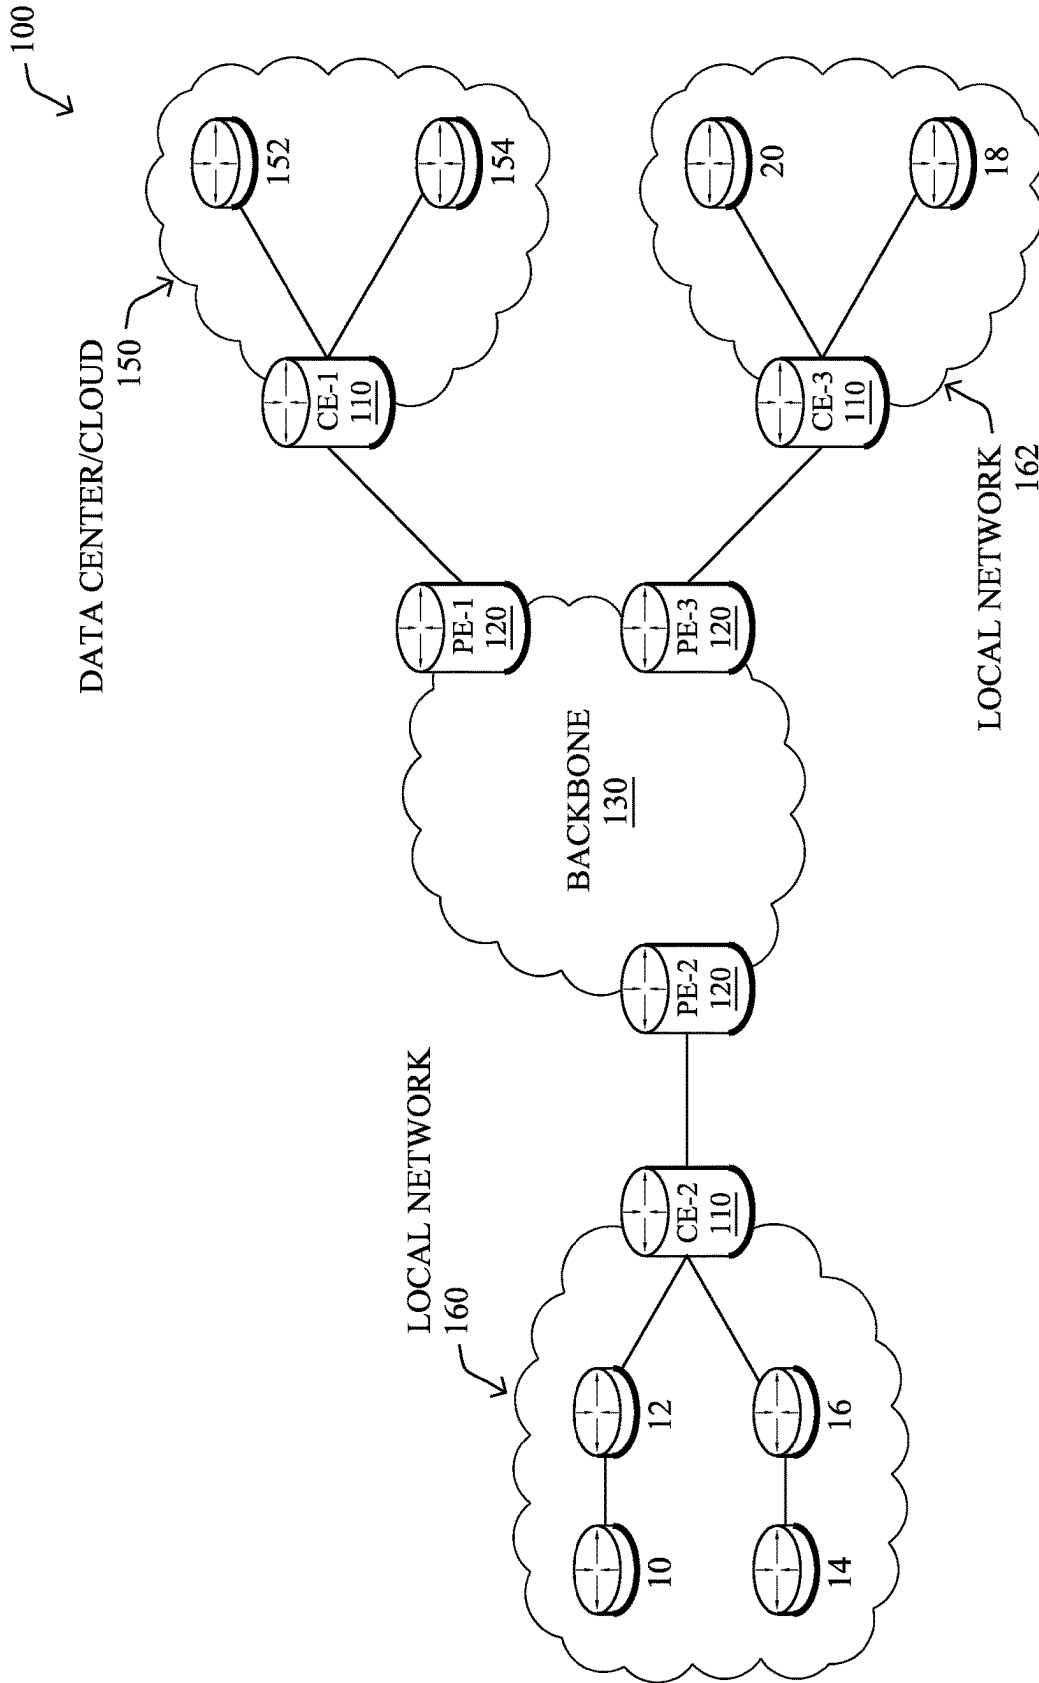 100
DATA CENTER/CLOUD
150
152
154
CE-1
110
PE-1
120
BACKBONE
130
PE-3
120
PE-2
120
CE-3
110
20
18
LOCAL NETWORK
162
LOCAL NETWORK
160
CE-2
110
12
10
16
14